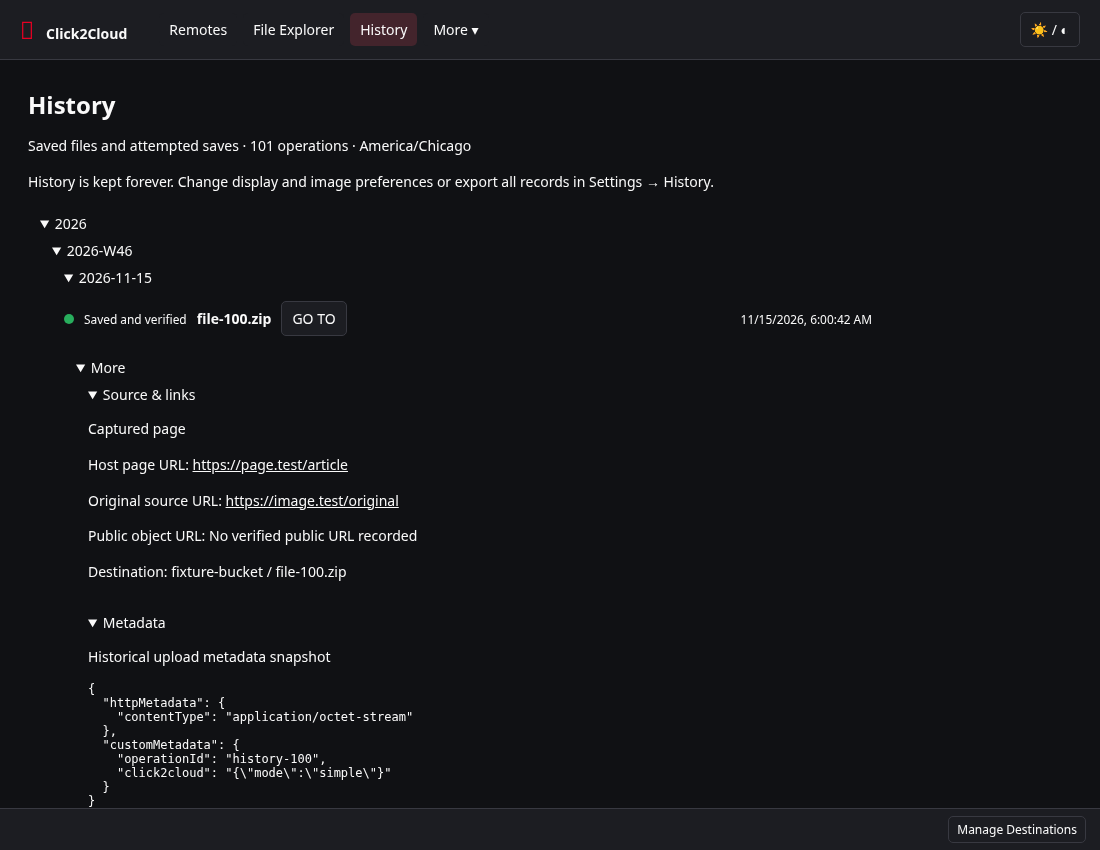 Click2Cloud
Remotes
File Explorer
History
More ▾
☀️ /
History
Saved files and attempted saves · 101 operations · America/Chicago
History is kept forever. Change display and image preferences or export all records in Settings → History.
▼ 2026
▼ 2026-W46
▼ 2026-11-15
Saved and verified file-100.zip GO TO 11/15/2026, 6:00:42 AM
▼ More
▼ Source & links
Captured page
Host page URL: https://page.test/article
Original source URL: https://image.test/original
Public object URL: No verified public URL recorded
Destination: fixture-bucket / file-100.zip
▼ Metadata
Historical upload metadata snapshot
{
  "httpMetadata": {
    "contentType": "application/octet-stream"
  },
  "customMetadata": {
    "operationId": "history-100",
    "click2cloud": "{\"mode\":\"simple\"}"
  }
}
Manage Destinations